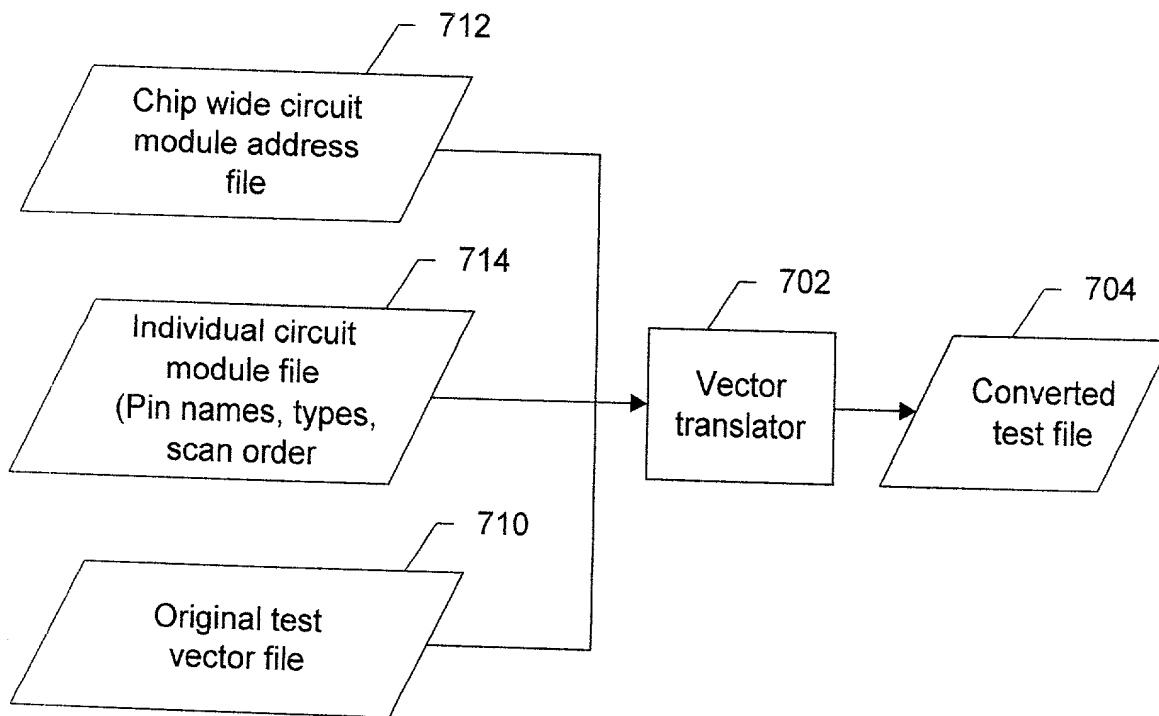 712
Chip wide circuit
module address
file
714
Individual circuit
module file
(Pin names, types,
scan order
702
Vector
translator
704
Converted
test file
710
Original test
vector file